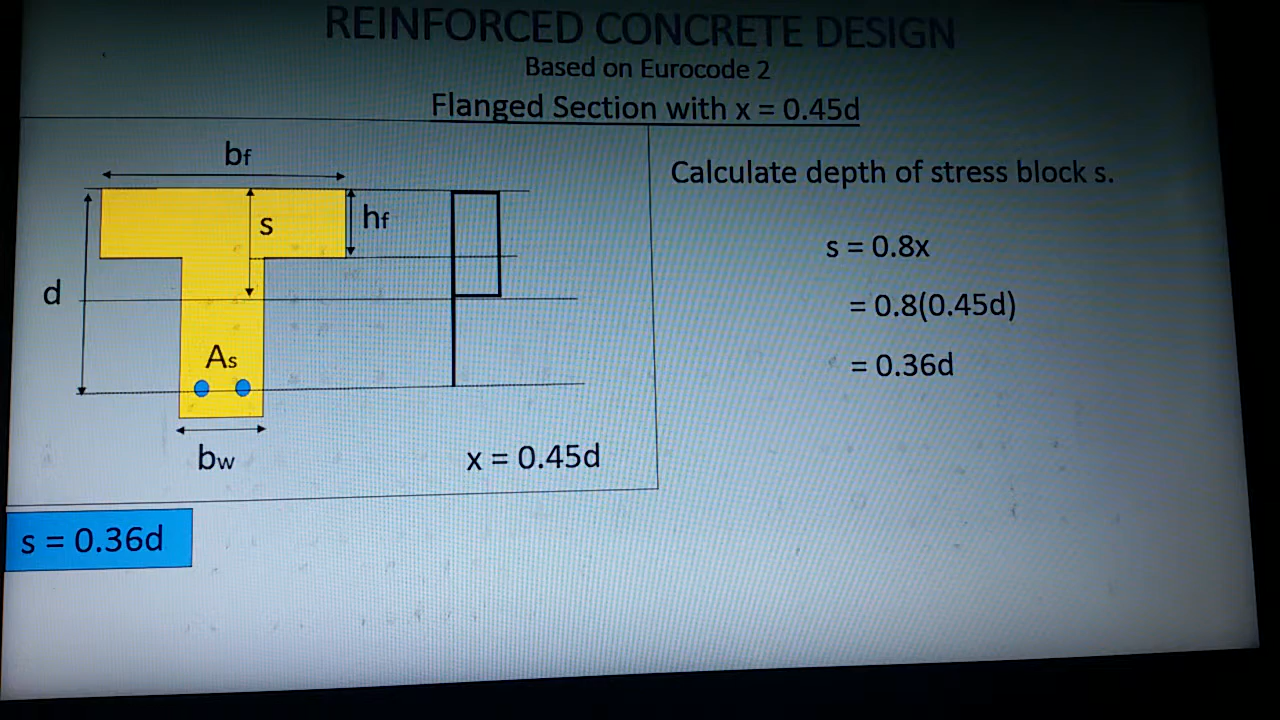 REINFORCED CONCRETE DESIGN
Based on Eurocode 2
Flanged Section with x = 0.45d
bf
s
hf
d
As
bw
x = 0.45d
Calculate depth of stress block s.
s = 0.8x
= 0.8(0.45d)
= 0.36d
s = 0.36d